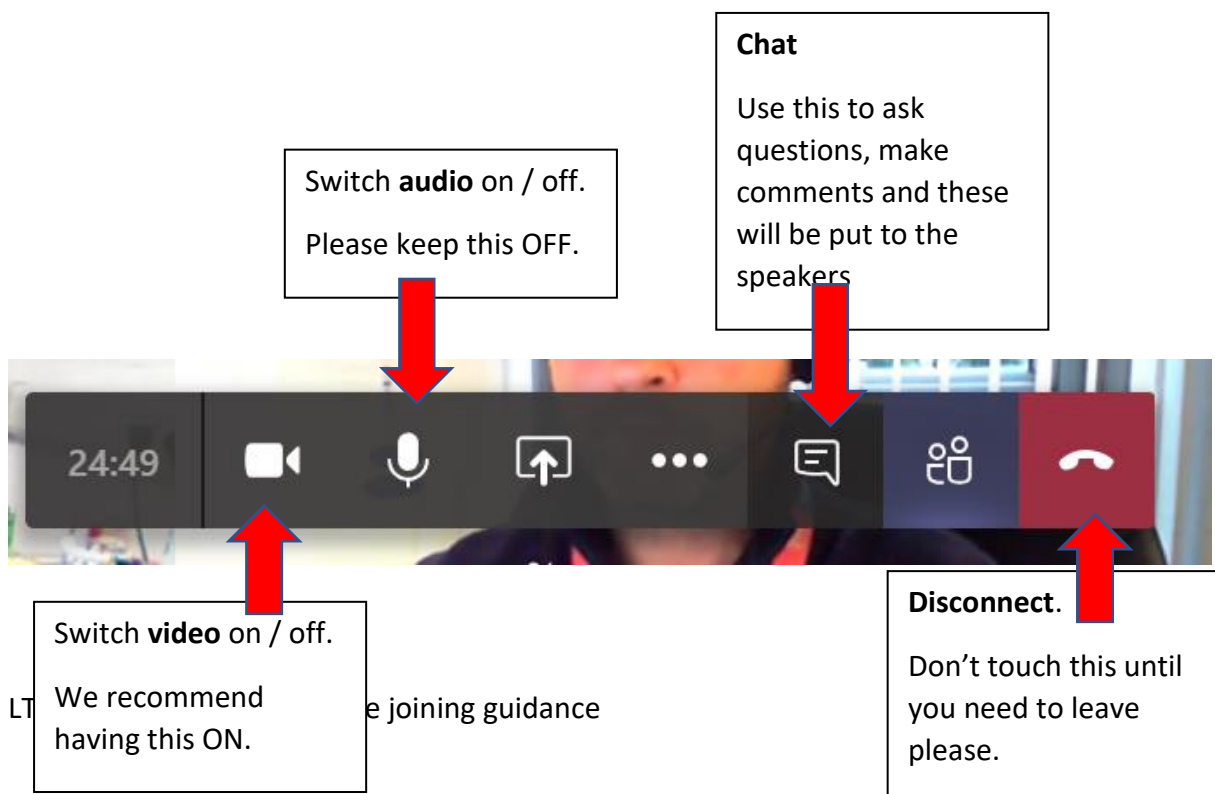 Chat
Use this to ask
questions, make
comments and these
will be put to the
speakers
Switch audio on / off.
Please keep this OFF.
24:49
Switch video on / off.
We recommend
having this ON.
Disconnect.
Don't touch this until
you need to leave
please.
LT e joining guidance